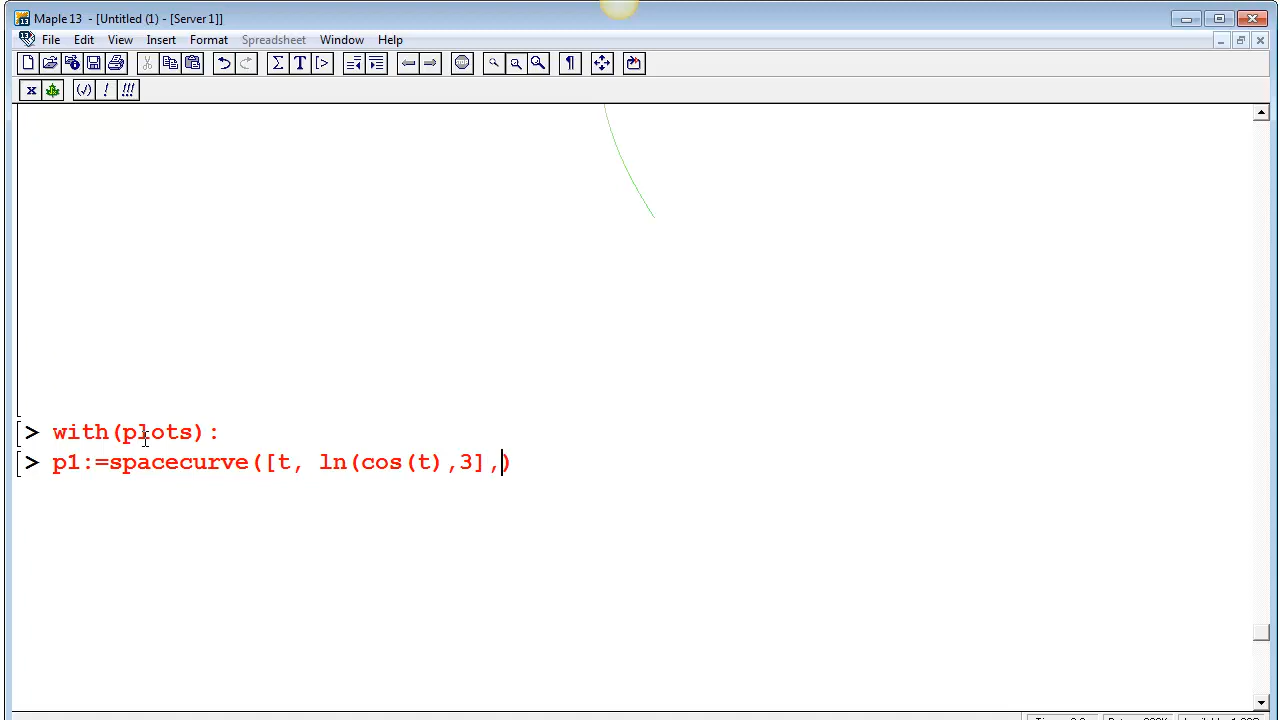 Maple 13 - [Untitled (1) - [Server 1]]
File Edit View Insert Format Spreadsheet Window Help
> with(plots):
> p1:=spacecurve([t, ln(cos(t),3],)